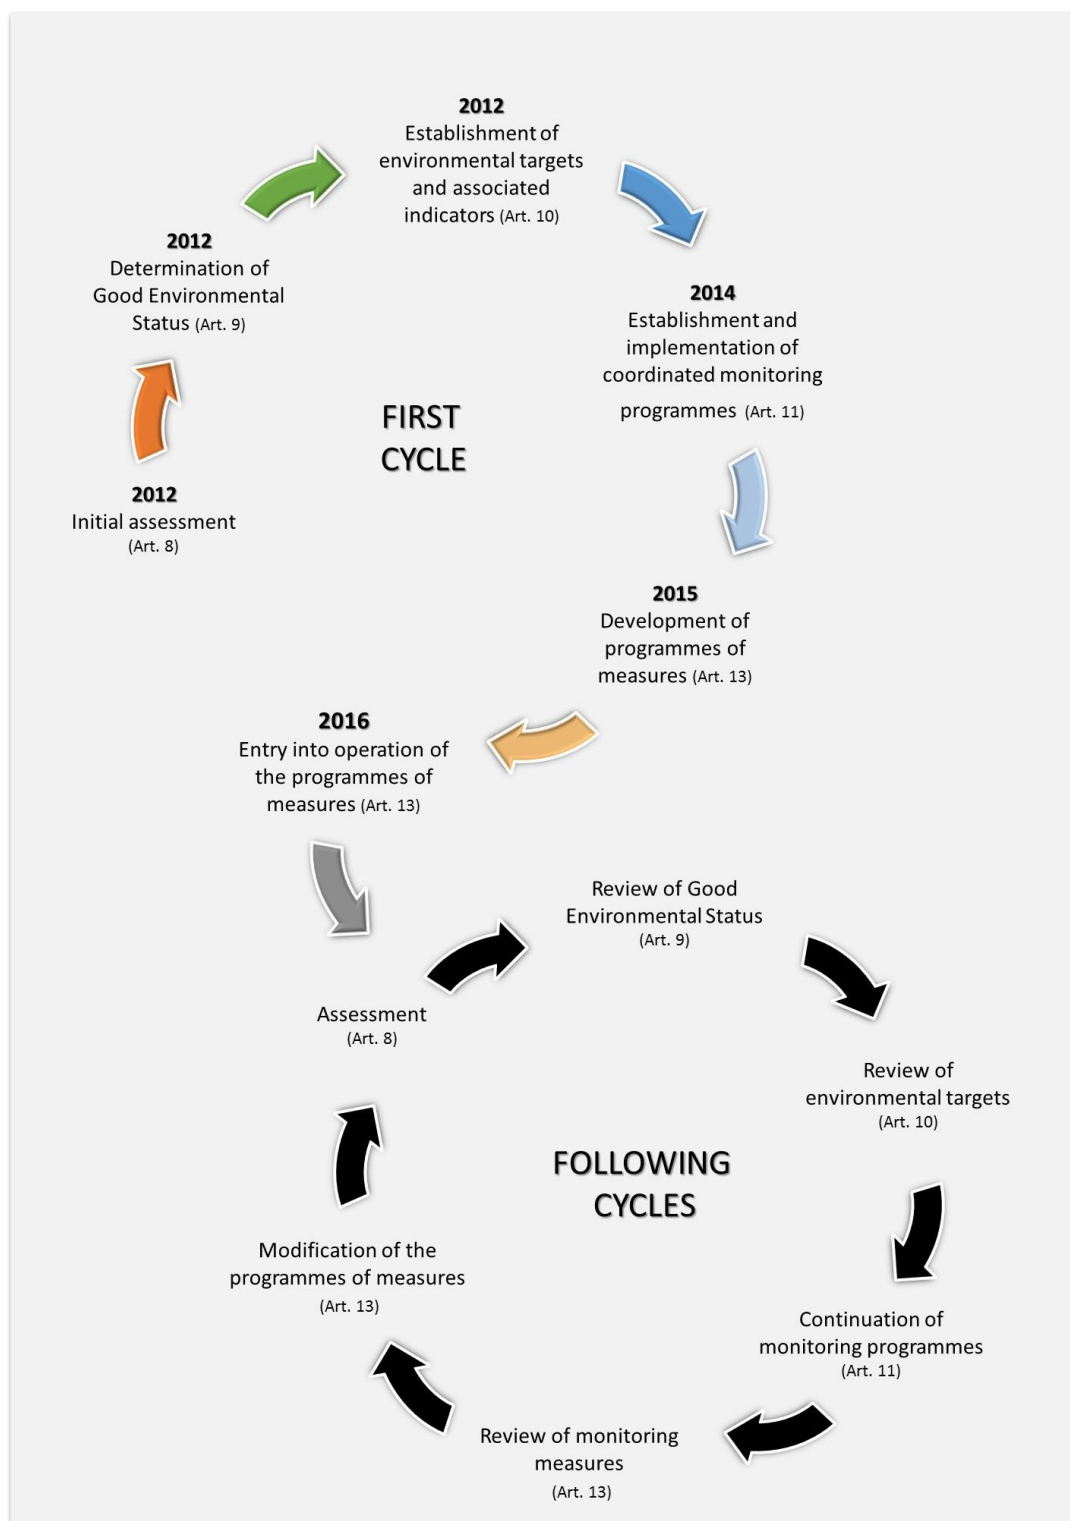 2012
Establishment of
environmental targets
and associated
indicators (Art. 10)
2012
Determination of
Good Environmental
Status (Art. 9)
2014
Establishment and
implementation of
coordinated monitoring
programmes (Art. 11)
FIRST
CYCLE
2012
Initial assessment
(Art. 8)
2015
Development of
programmes of
measures (Art. 13)
2016
Entry into operation of
the programmes of
measures (Art. 13)
Review of Good
Environmental Status
(Art. 9)
Assessment
(Art. 8)
Review of
environmental targets
(Art. 10)
FOLLOWING
CYCLES
Modification of the
programmes of measures
(Art. 13)
Continuation of
monitoring programmes
(Art. 11)
Review of monitoring
measures
(Art. 13)